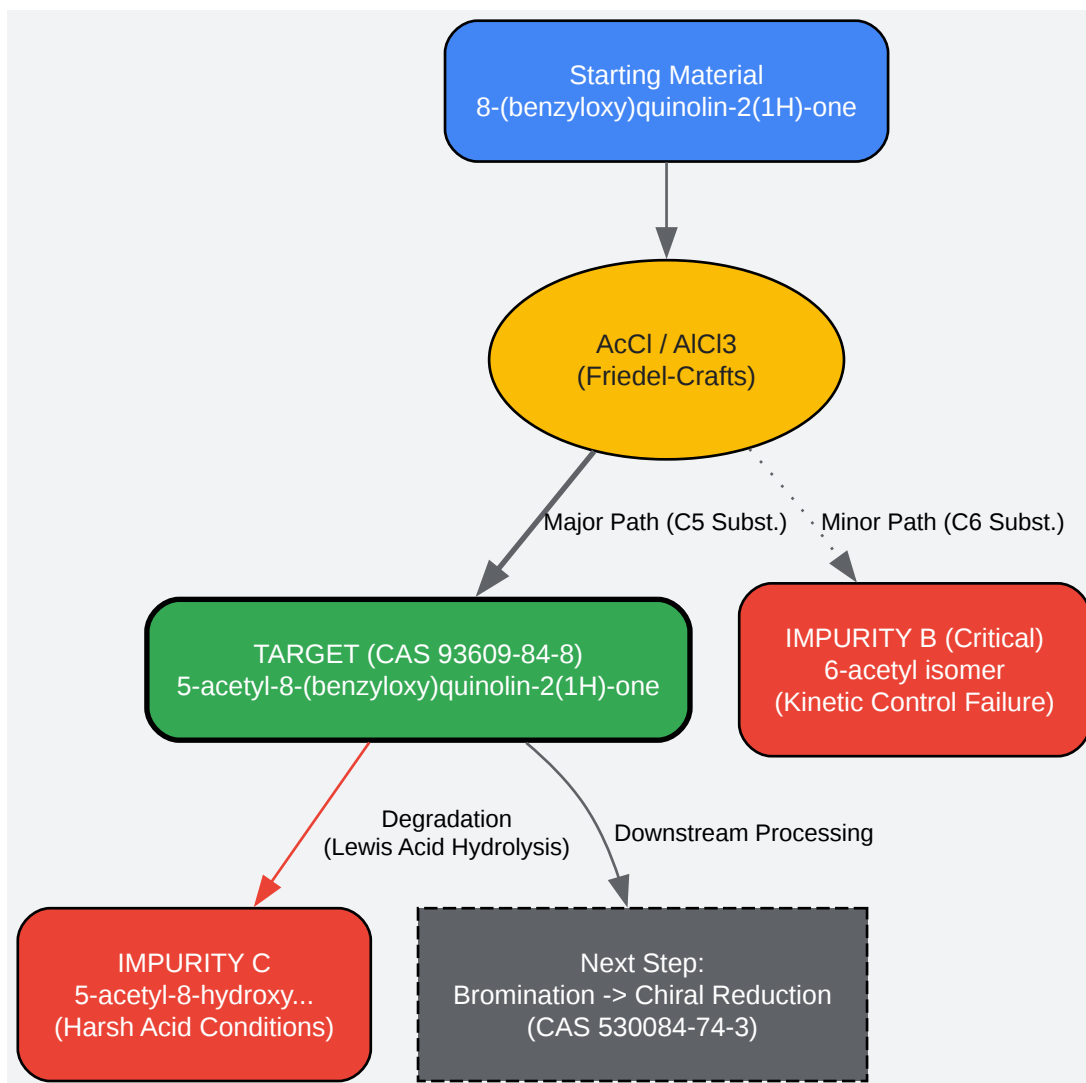 Starting Material
8-(benzyloxy)quinolin-2(1H)-one
AcCl / AlCl3
(Friedel-Crafts)
Major Path (C5 Subst.)
Minor Path (C6 Subst.)
TARGET (CAS 93609-84-8)
5-acetyl-8-(benzyloxy)quinolin-2(1H)-one
IMPURITY B (Critical)
6-acetyl isomer
(Kinetic Control Failure)
Degradation
(Lewis Acid Hydrolysis)
Downstream Processing
IMPURITY C
5-acetyl-8-hydroxy...
(Harsh Acid Conditions)
Next Step:
Bromination -> Chiral Reduction
(CAS 530084-74-3)